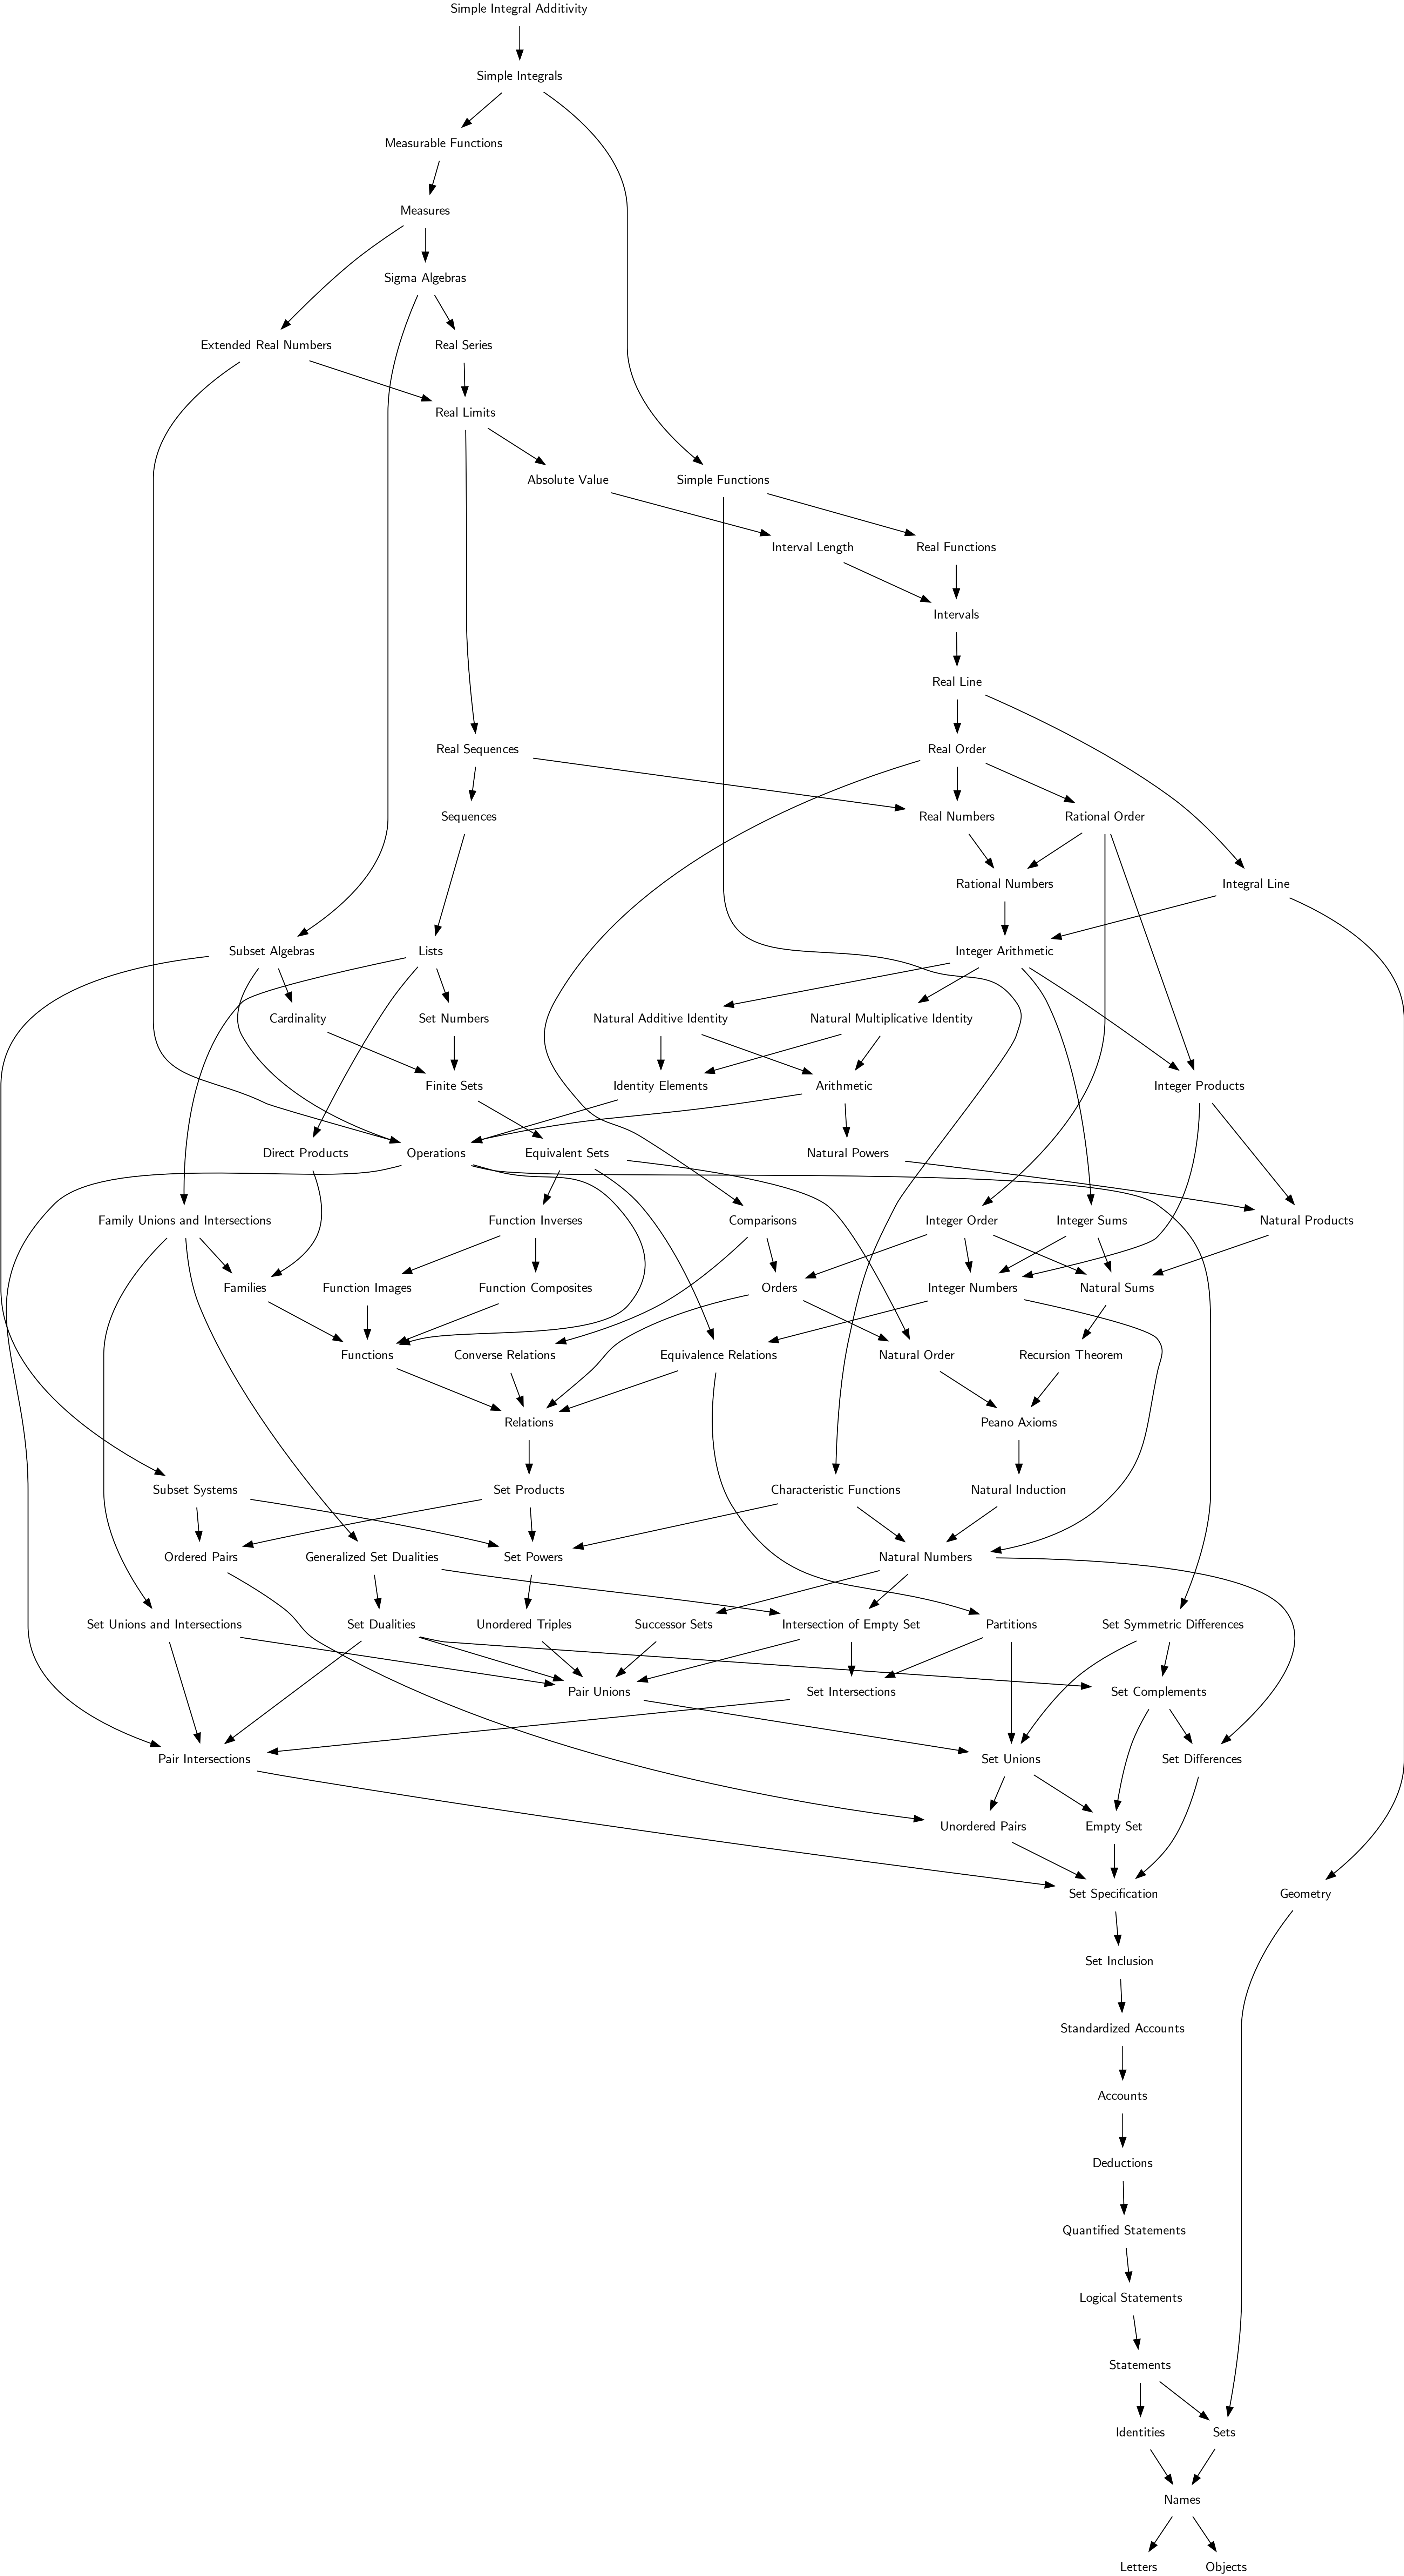 Simple Integral Additivity
Simple Integrals
Measurable Functions
Measures
Sigma Algebras
Extended Real Numbers
Real Series
Real Limits
Absolute Value
Simple Functions
Interval Length
Real Functions
Intervals
Real Line
Real Sequences
Real Order
Sequences
Real Numbers
Rational Order
Rational Numbers
Integral Line
Subset Algebras
Lists
Integer Arithmetic
Cardinality
Set Numbers
Natural Additive Identity
Natural Multiplicative Identity
Finite Sets
Identity Elements
Arithmetic
Integer Products
Direct Products
Operations
Equivalent Sets
Natural Powers
Family Unions and Intersections
Function Inverses
Comparisons
Integer Order
Integer Sums
Natural Products
Families
Function Images
Function Composites
Orders
Integer Numbers
Natural Sums
Functions
Converse Relations
Equivalence Relations
Natural Order
Recursion Theorem
Relations
Peano Axioms
Subset Systems
Set Products
Characteristic Functions
Natural Induction
Ordered Pairs
Generalized Set Dualities
Set Powers
Natural Numbers
Set Unions and Intersections
Set Dualities
Unordered Triples
Successor Sets
Intersection of Empty Set
Partitions
Set Symmetric Differences
Pair Unions
Set Intersections
Set Complements
Pair Intersections
Set Unions
Set Differences
Unordered Pairs
Empty Set
Set Specification
Geometry
Set Inclusion
Standardized Accounts
Accounts
Deductions
Quantified Statements
Logical Statements
Statements
Identities
Sets
Names
Letters
Objects